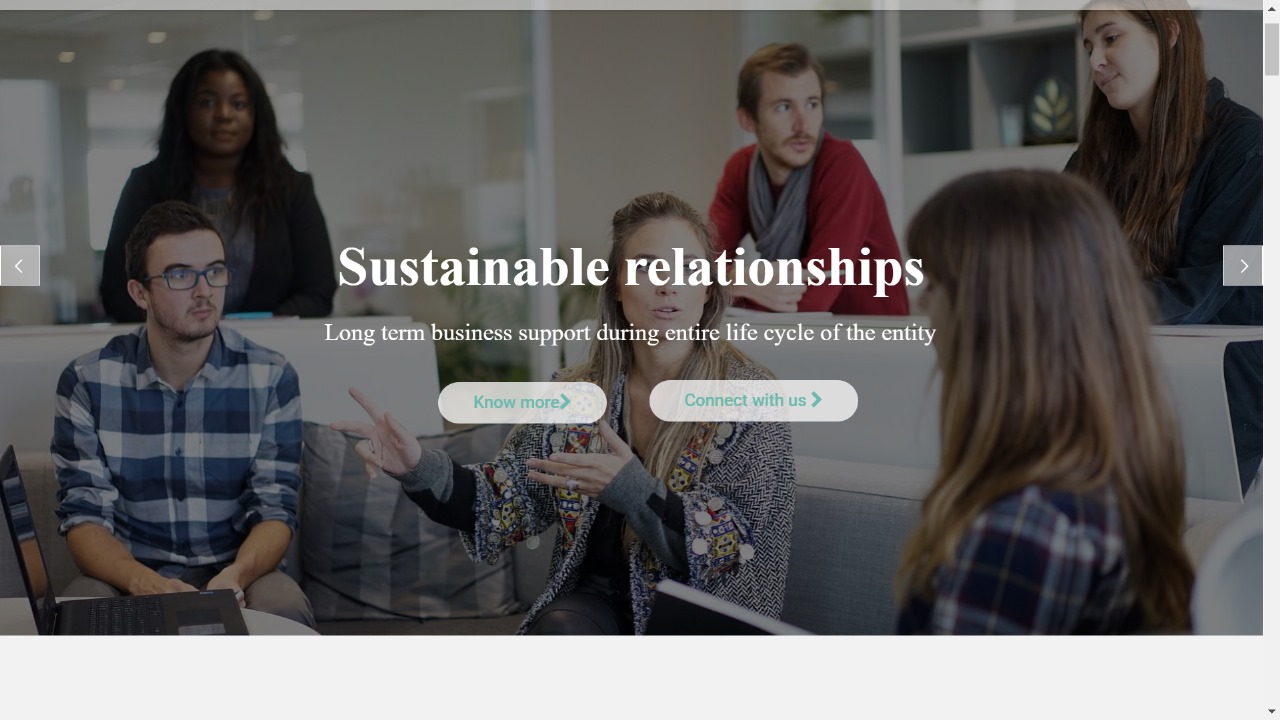 Sustainable relationships
Long term business support during entire life cycle of the entity
Know more
Connect with us